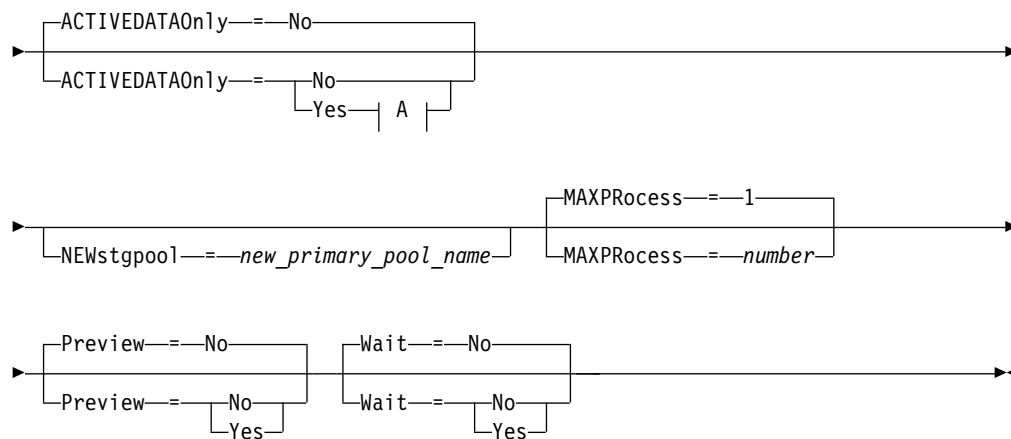 ACTIVEDATAOnly = No
ACTIVEDATAOnly = No
Yes A
MAXPRocess = 1
NEWstgpool = new_primary_pool_name MAXPRocess = number
Preview = No Wait = No
Preview = No Wait = No
Yes Yes